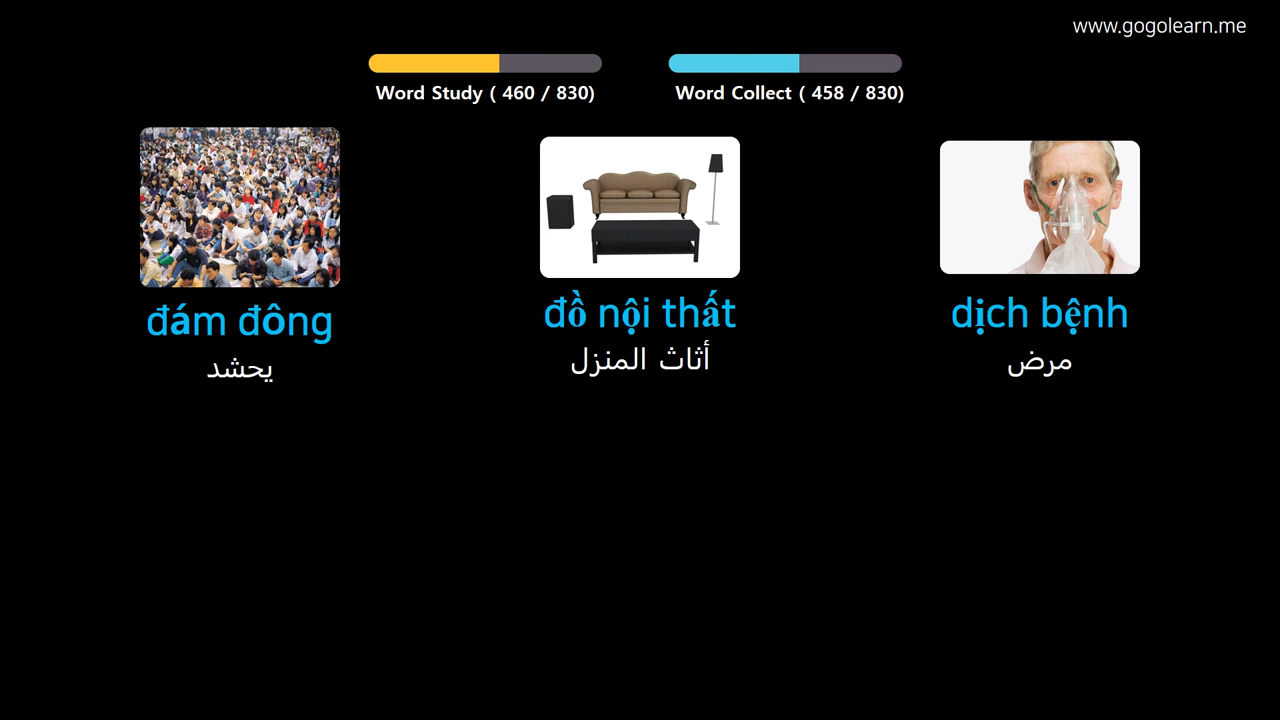 www.gogolearn.me
Word Study ( 460 / 830)
Word Collect ( 458 / 830)
đám đông
يحشد
đồ nội thất
أثاث المنزل
dịch bệnh
مرض